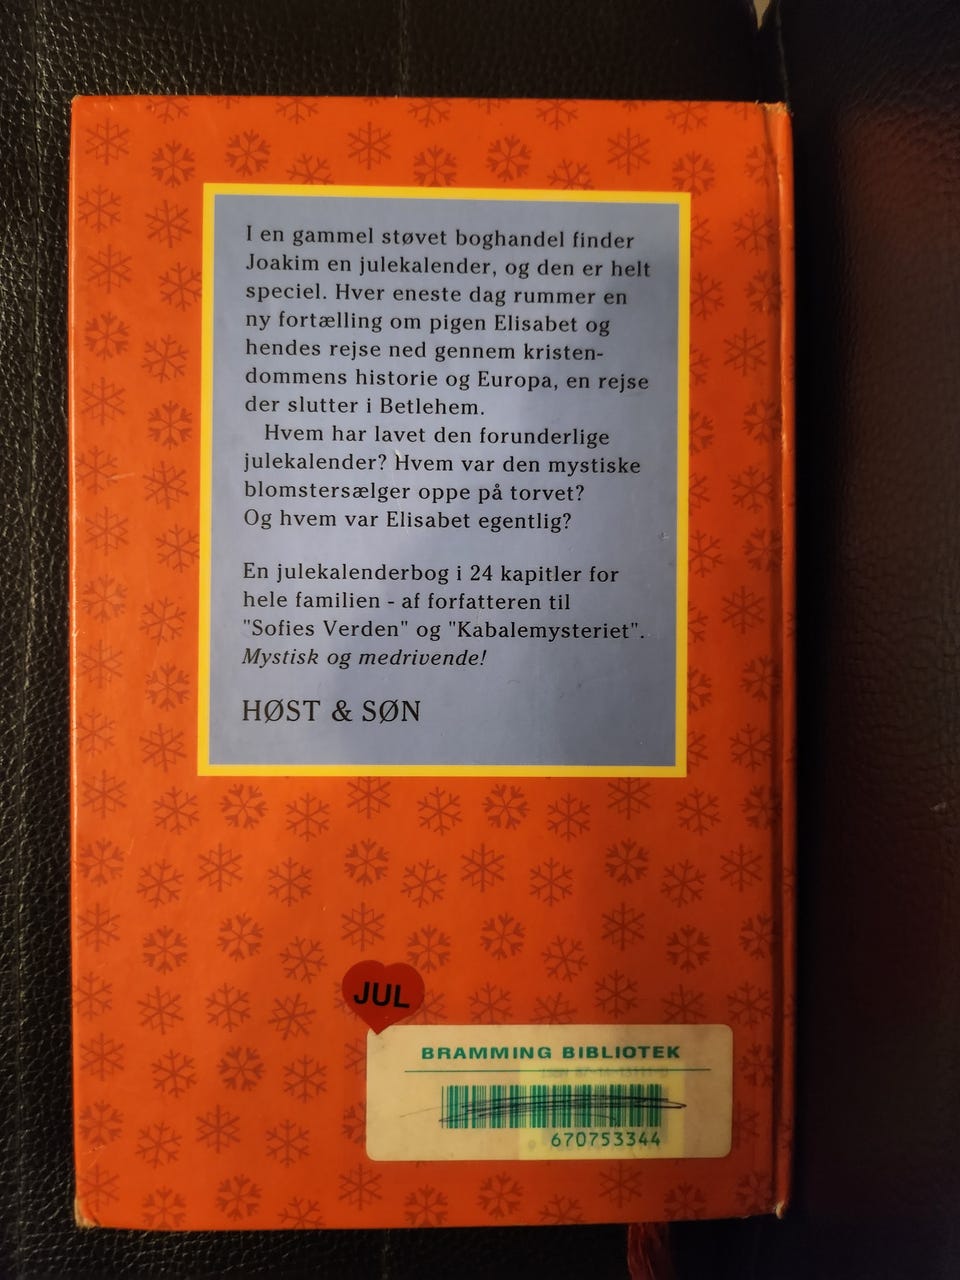 I en gammel støvet boghandel finder
Joakim en julekalender, og den er helt
speciel. Hver eneste dag rummer en
ny fortælling om pigen Elisabet og
hendes rejse ned gennem kristen-
dommens historie og Europa, en rejse
der slutter i Betlehem.
Hvem har lavet den forunderlige
julekalender? Hvem var den mystiske
blomstersælger oppe på torvet?
Og hvem var Elisabet egentlig?
En julekalenderbog i 24 kapitler for
hele familien - af forfatteren til
"Sofies Verden" og "Kabalemysteriet".
Mystisk og medrivende!
HØST & SØN
JUL
BRAMMING BIBLIOTEK
670753344